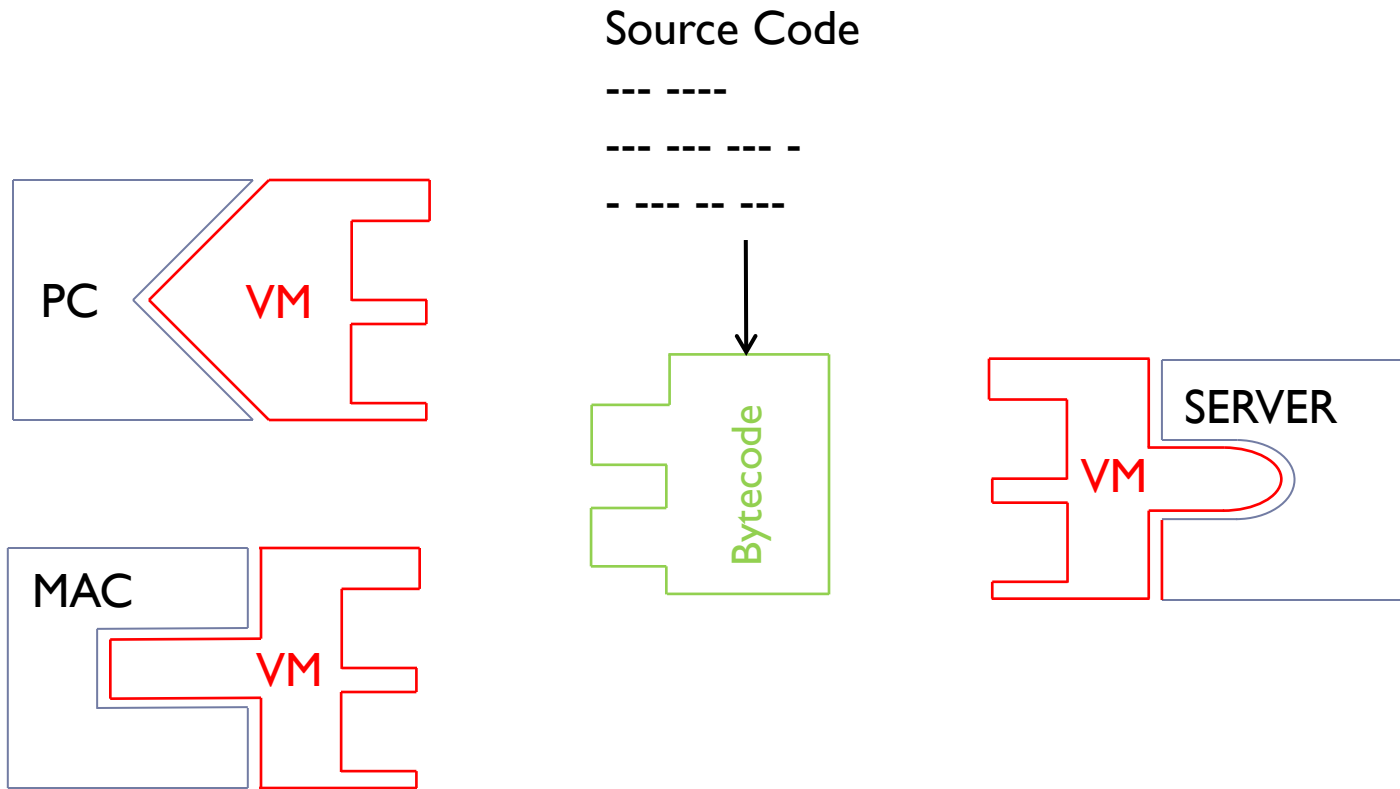 Source Code
--- ----
--- --- --- -
- --- -- ---
PC
VM
Bytecode
SERVER
VM
MAC
VM